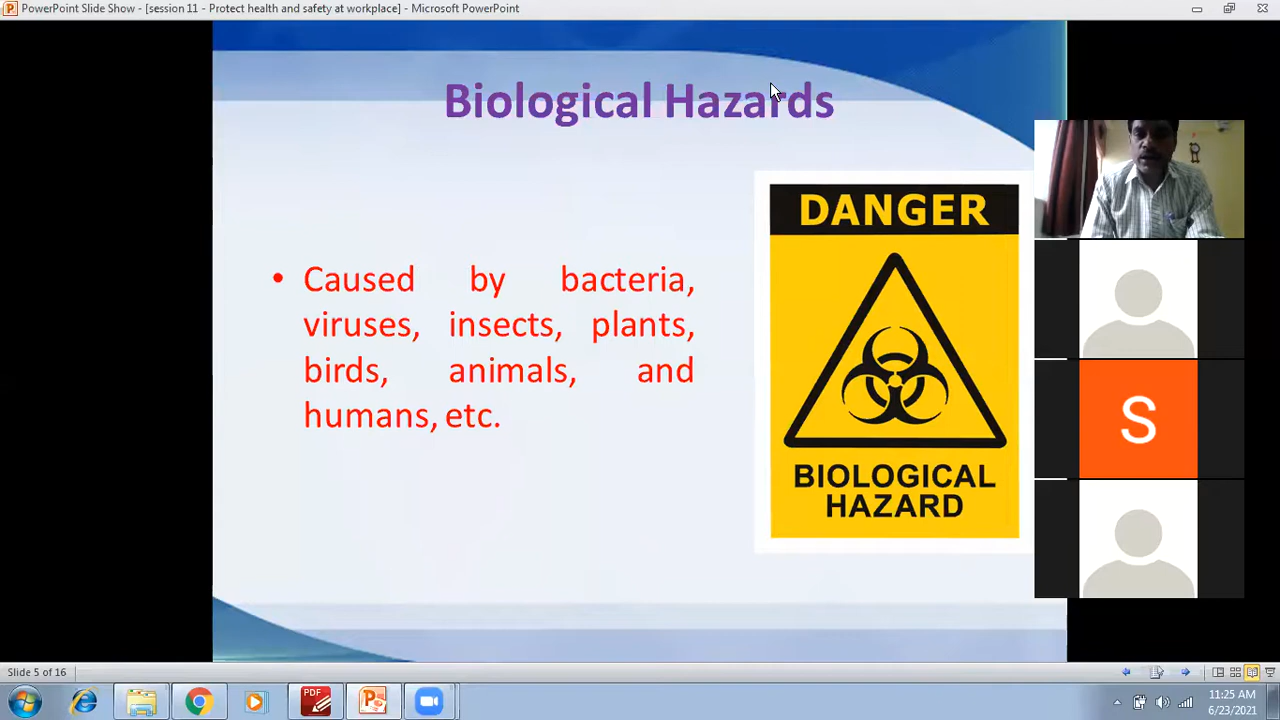 PowerPoint Slide Show - [session 11 - Protect health and safety at workplace] - Microsoft PowerPoint
Biological Hazards
DANGER
• Caused by bacteria,
viruses, insects, plants,
birds, animals, and
humans, etc.
BIOLOGICAL
HAZARD
S
Slide 5 of 16
PDF
11:25 AM
6/23/2021